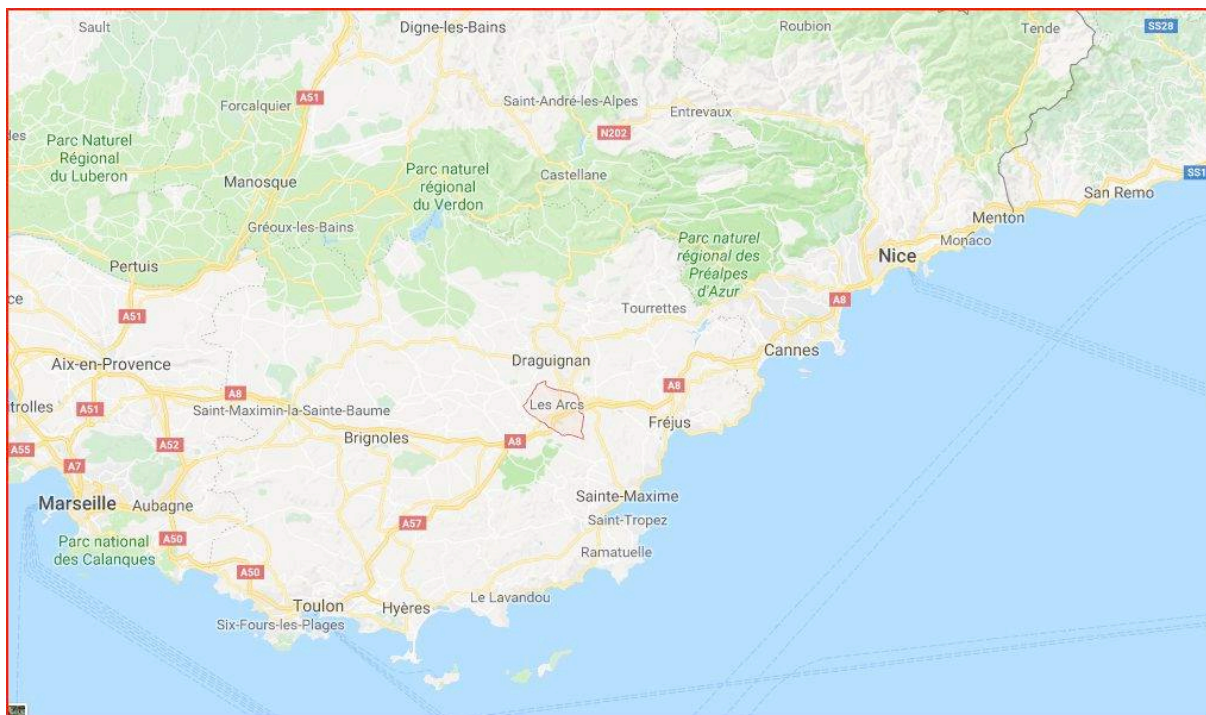 Sault
Digne-les-Bains
Roubion
Tende
SS28
Forcalquier
A51
Saint-André-les-Alpes
Entrevaux
N202
Parc Naturel
Régional
du Luberon
Manosque
Parc naturel
régional
du Verdon
Castellane
San Remo
SS1
Gréoux-les-Bains
Menton
Monaco
Pertuis
Parc naturel
régional des
Préalpes
d'Azur
Nice
A51
Tourrettes
A8
Aix-en-Provence
Draguignan
Cannes
A8
A8
A51
Saint-Maximin-la-Sainte-Baume
Les Arcs
Fréjus
A55
A52
Brignoles
A8
A7
Marseille
Aubagne
Sainte-Maxime
Saint-Tropez
A57
Parc national
des Calanques
A50
Ramatuelle
A50
Le Lavandou
Toulon
Hyères
Six-Fours-les-Plages